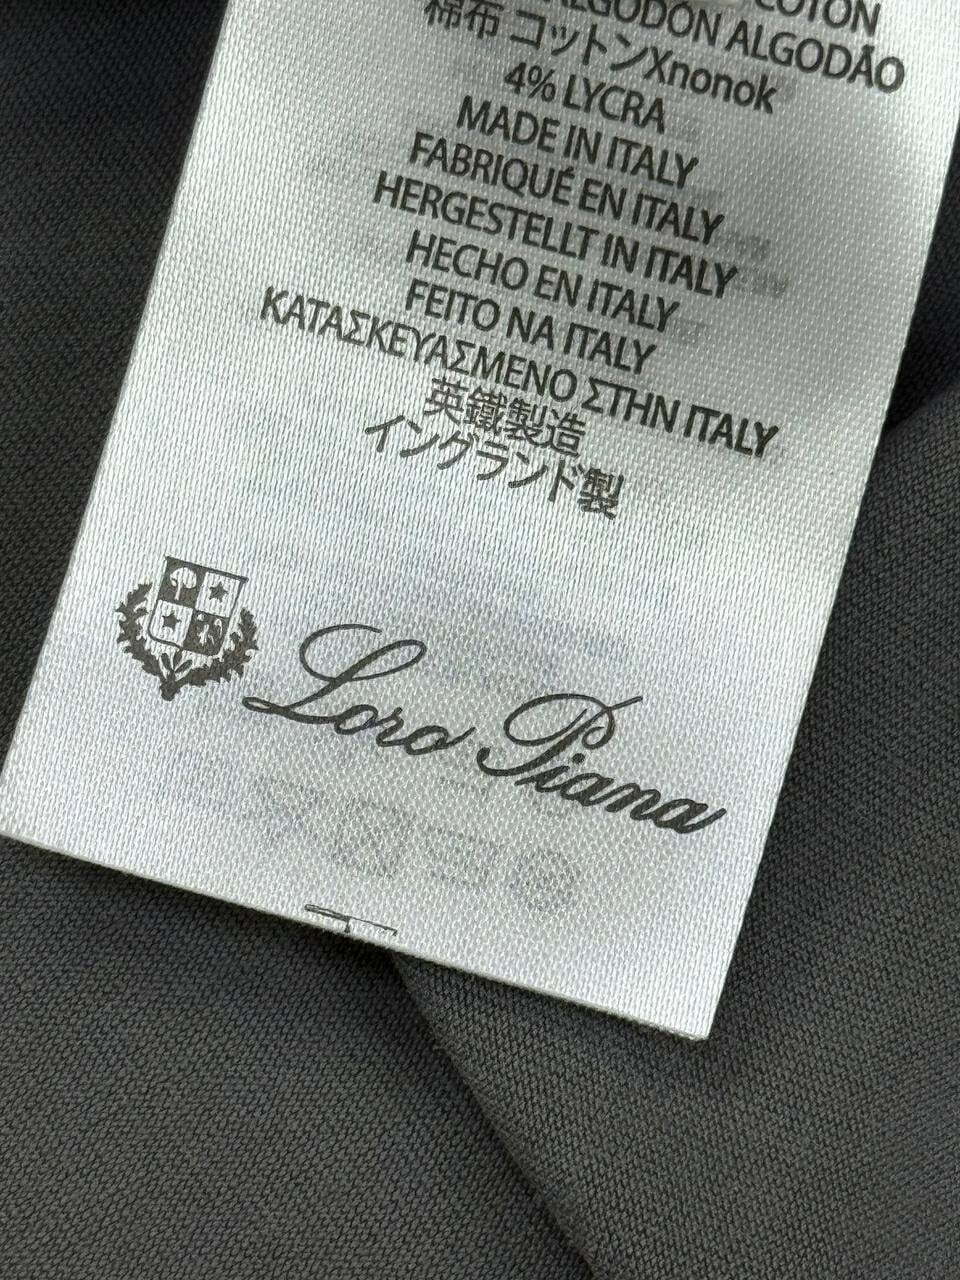 COTON
ALGODÓN ALGODÃO
棉布 コットンXnonok
4% LYCRA
MADE IN ITALY
FABRIQUÉ EN ITALY
HERGESTELLT IN ITALY
HECHO EN ITALY
FEITO NA ITALY
ΚΑΤΑΣΚΕΥΑΣΜΕΝΟ ΣΤΗΝ ITALY
英鐵製造
イングランド製
Loro Piana